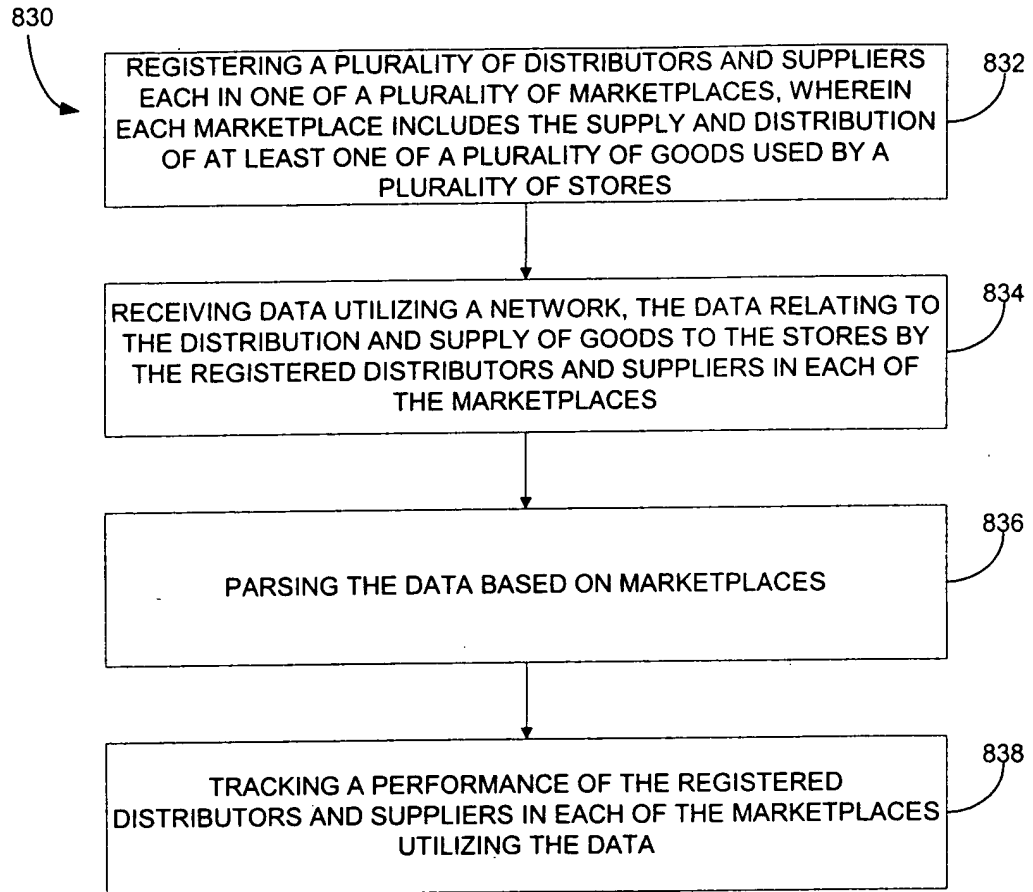 830
REGISTERING A PLURALITY OF DISTRIBUTORS AND SUPPLIERS
EACH IN ONE OF A PLURALITY OF MARKETPLACES, WHEREIN
EACH MARKETPLACE INCLUDES THE SUPPLY AND DISTRIBUTION
OF AT LEAST ONE OF A PLURALITY OF GOODS USED BY A
PLURALITY OF STORES
832
RECEIVING DATA UTILIZING A NETWORK, THE DATA RELATING TO
THE DISTRIBUTION AND SUPPLY OF GOODS TO THE STORES BY
THE REGISTERED DISTRIBUTORS AND SUPPLIERS IN EACH OF
THE MARKETPLACES
834
PARSING THE DATA BASED ON MARKETPLACES
836
TRACKING A PERFORMANCE OF THE REGISTERED
DISTRIBUTORS AND SUPPLIERS IN EACH OF THE MARKETPLACES
UTILIZING THE DATA
838